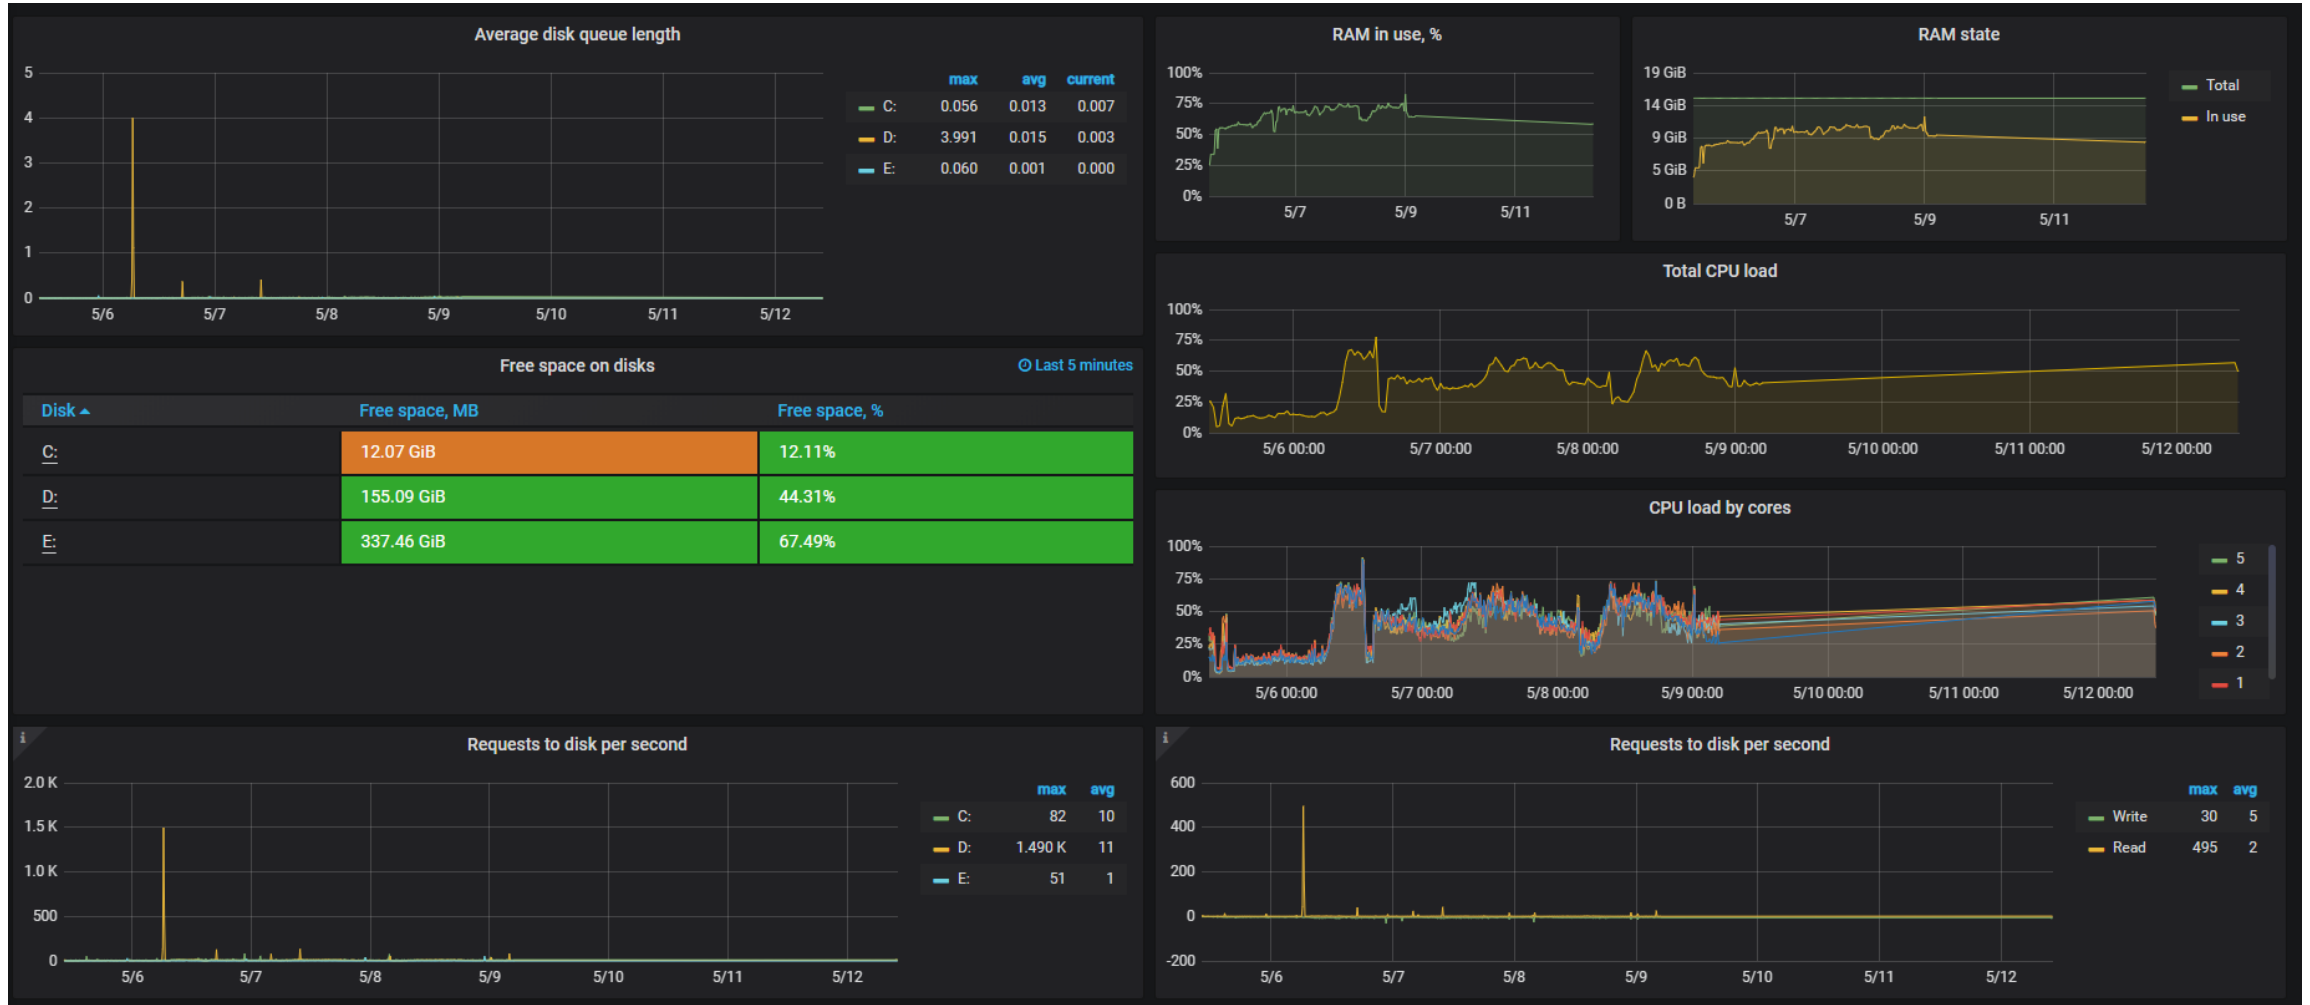 Average disk queue length
5
4
3
2
1
0
5/6 5/7 5/8 5/9 5/10 5/11 5/12
max avg current
C: 0.056 0.013 0.007
D: 3.991 0.015 0.003
E: 0.060 0.001 0.000
RAM in use, %
100%
75%
50%
25%
0%
5/7 5/9 5/11
RAM state
19 GiB
14 GiB
9 GiB
5 GiB
0 B
5/7 5/9 5/11
Total
In use
Total CPU load
100%
75%
50%
25%
0%
5/6 00:00 5/7 00:00 5/8 00:00 5/9 00:00 5/10 00:00 5/11 00:00 5/12 00:00
Free space on disks
Last 5 minutes
Disk Free space, MB Free space, %
C: 12.07 GiB 12.11%
D: 155.09 GiB 44.31%
E: 337.46 GiB 67.49%
CPU load by cores
100%
75%
50%
25%
0%
5/6 00:00 5/7 00:00 5/8 00:00 5/9 00:00 5/10 00:00 5/11 00:00 5/12 00:00
5
4
3
2
1
i
Requests to disk per second
2.0 K
1.5 K
1.0 K
500
0
5/6 5/7 5/8 5/9 5/10 5/11 5/12
max avg
C: 82 10
D: 1.490 K 11
E: 51 1
i
Requests to disk per second
600
400
200
0
-200
5/6 5/7 5/8 5/9 5/10 5/11 5/12
max avg
Write 30 5
Read 495 2